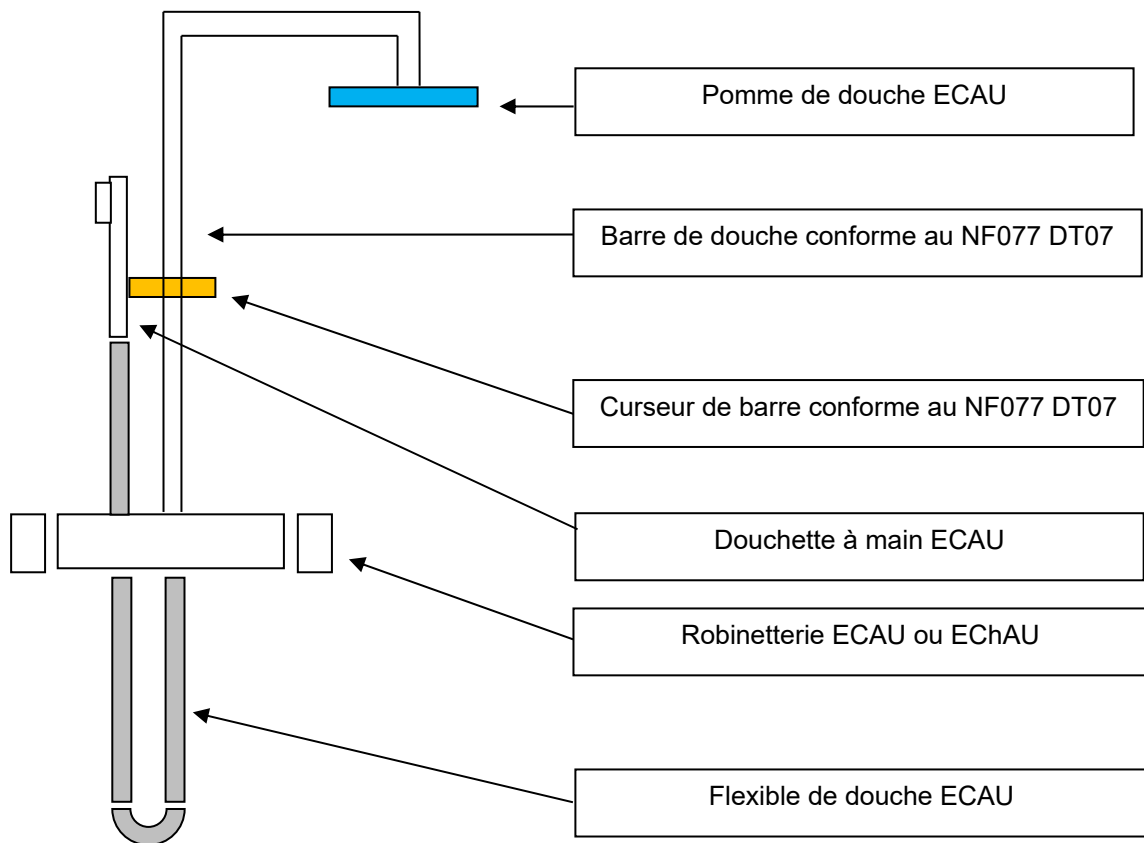 Pomme de douche ECAU
Barre de douche conforme au NF077 DT07
Curseur de barre conforme au NF077 DT07
Douchette à main ECAU
Robinetterie ECAU ou EChAU
Flexible de douche ECAU